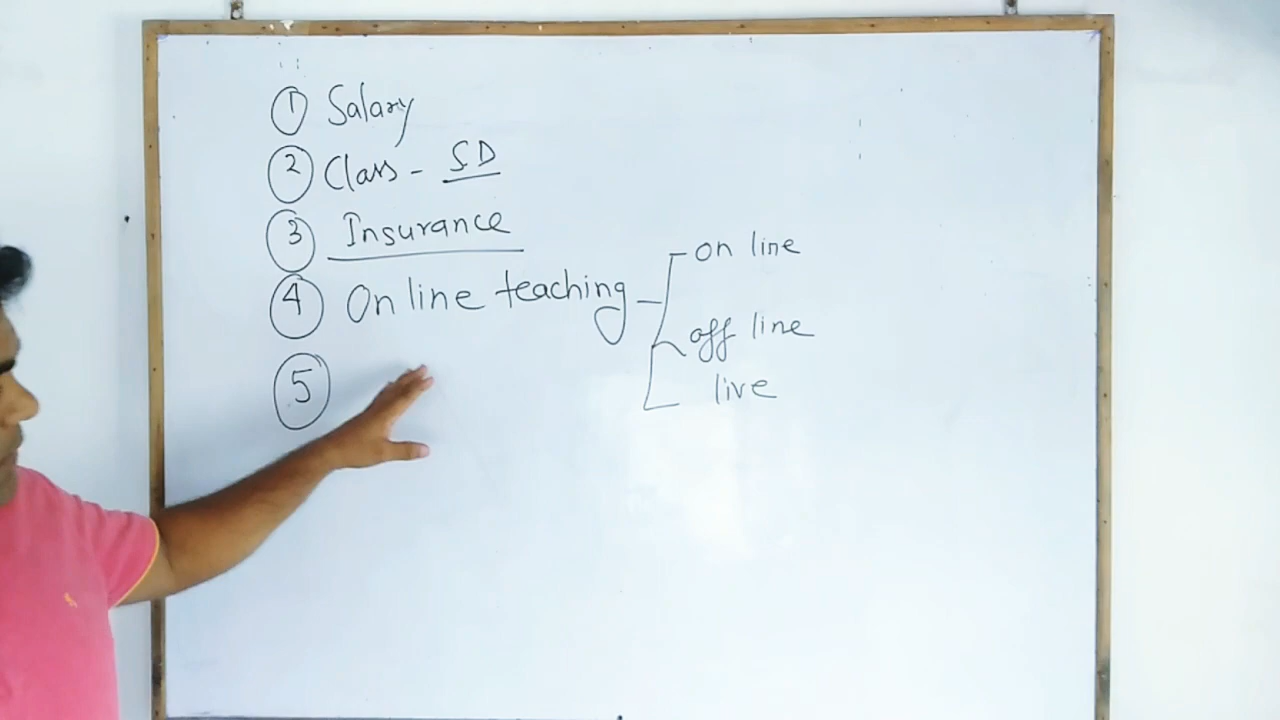 ① Salary
② Class - SD
③ Insurance
④ On line teaching
on line
off line
live
⑤